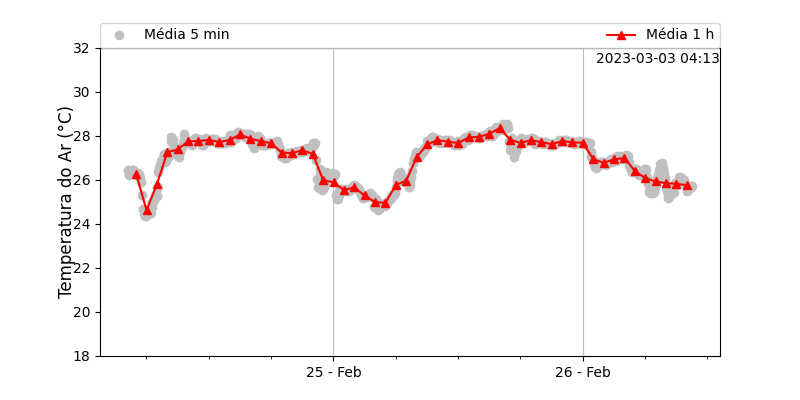 Média 5 min
Média 1 h
2023-03-03 04:13
Temperatura do Ar (°C)
32
30
28
26
24
22
20
18
25 - Feb
26 - Feb